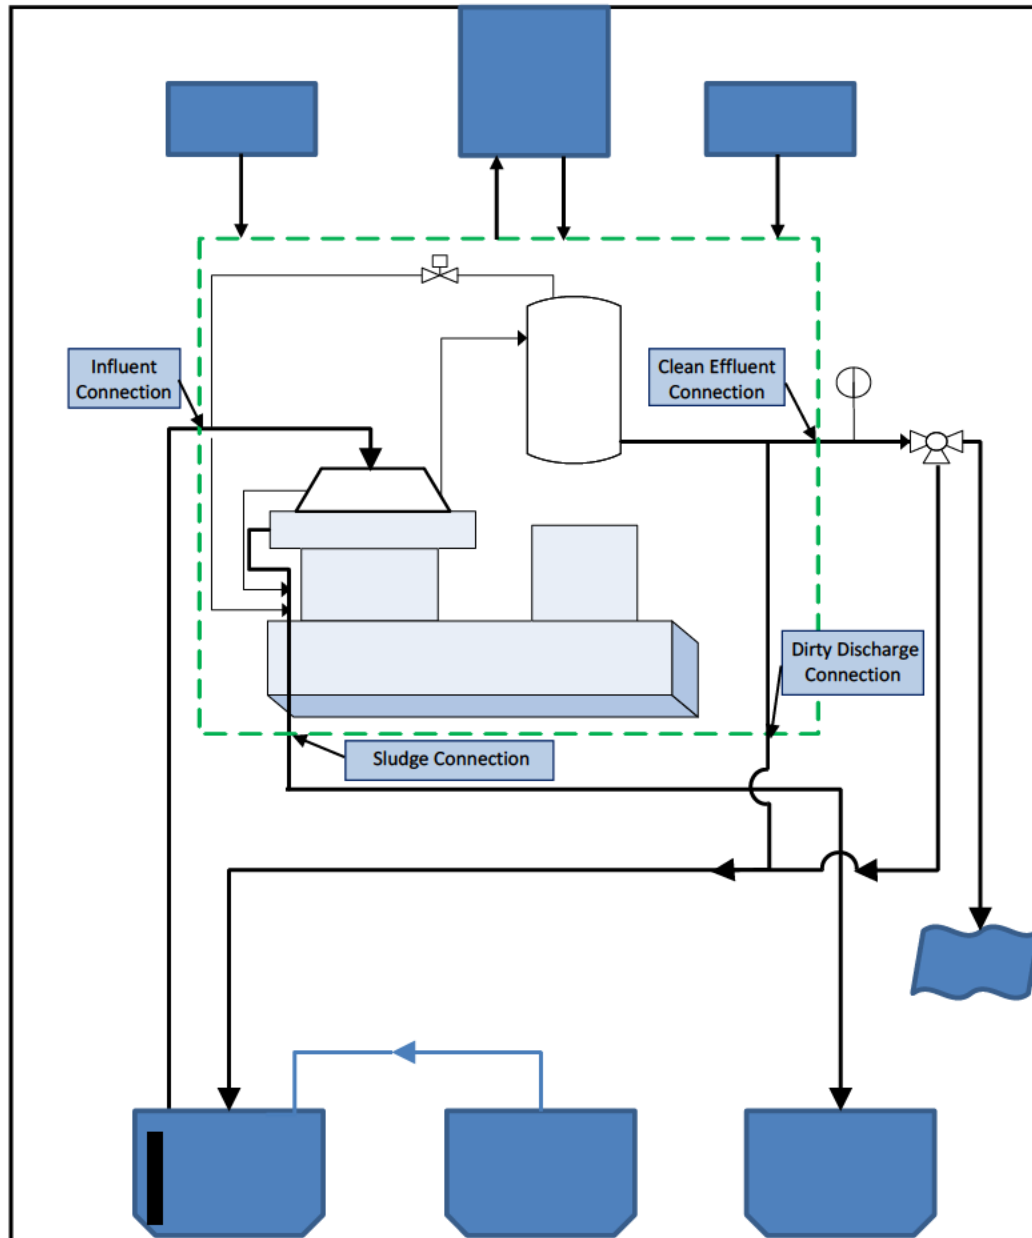 Influent
Connection
Clean Effluent
Connection
Dirty Discharge
Connection
Sludge Connection